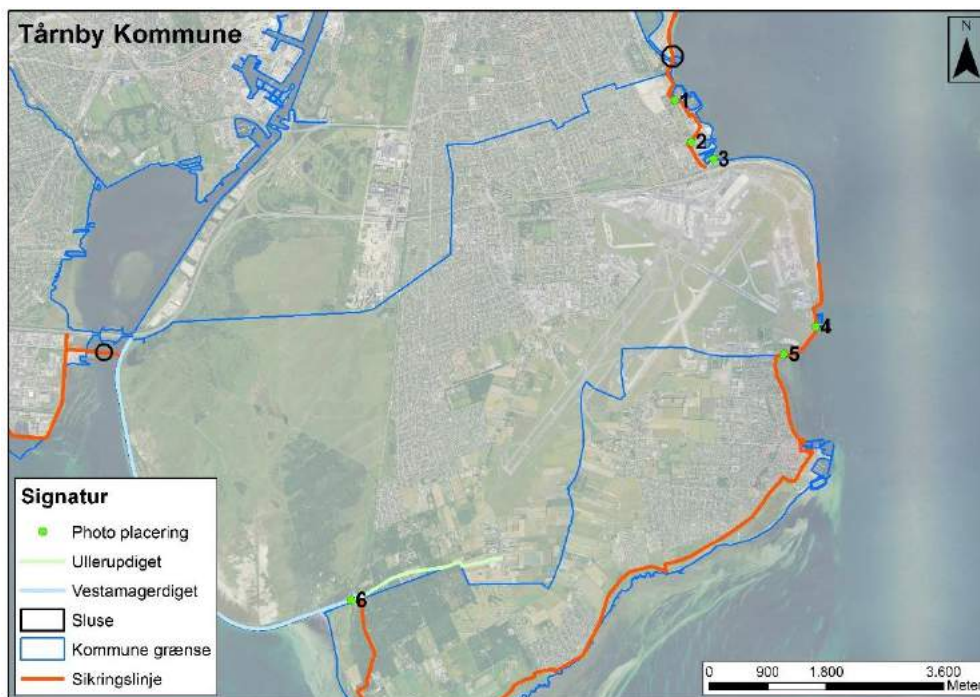 Tårnby Kommune
N
1
2
3
4
5
6
Signatur
Photo placering
Ullerupdiget
Vestamagerdiget
Sluse
Kommune grænse
Sikringslinje
0 900 1.800 3.600
Meter